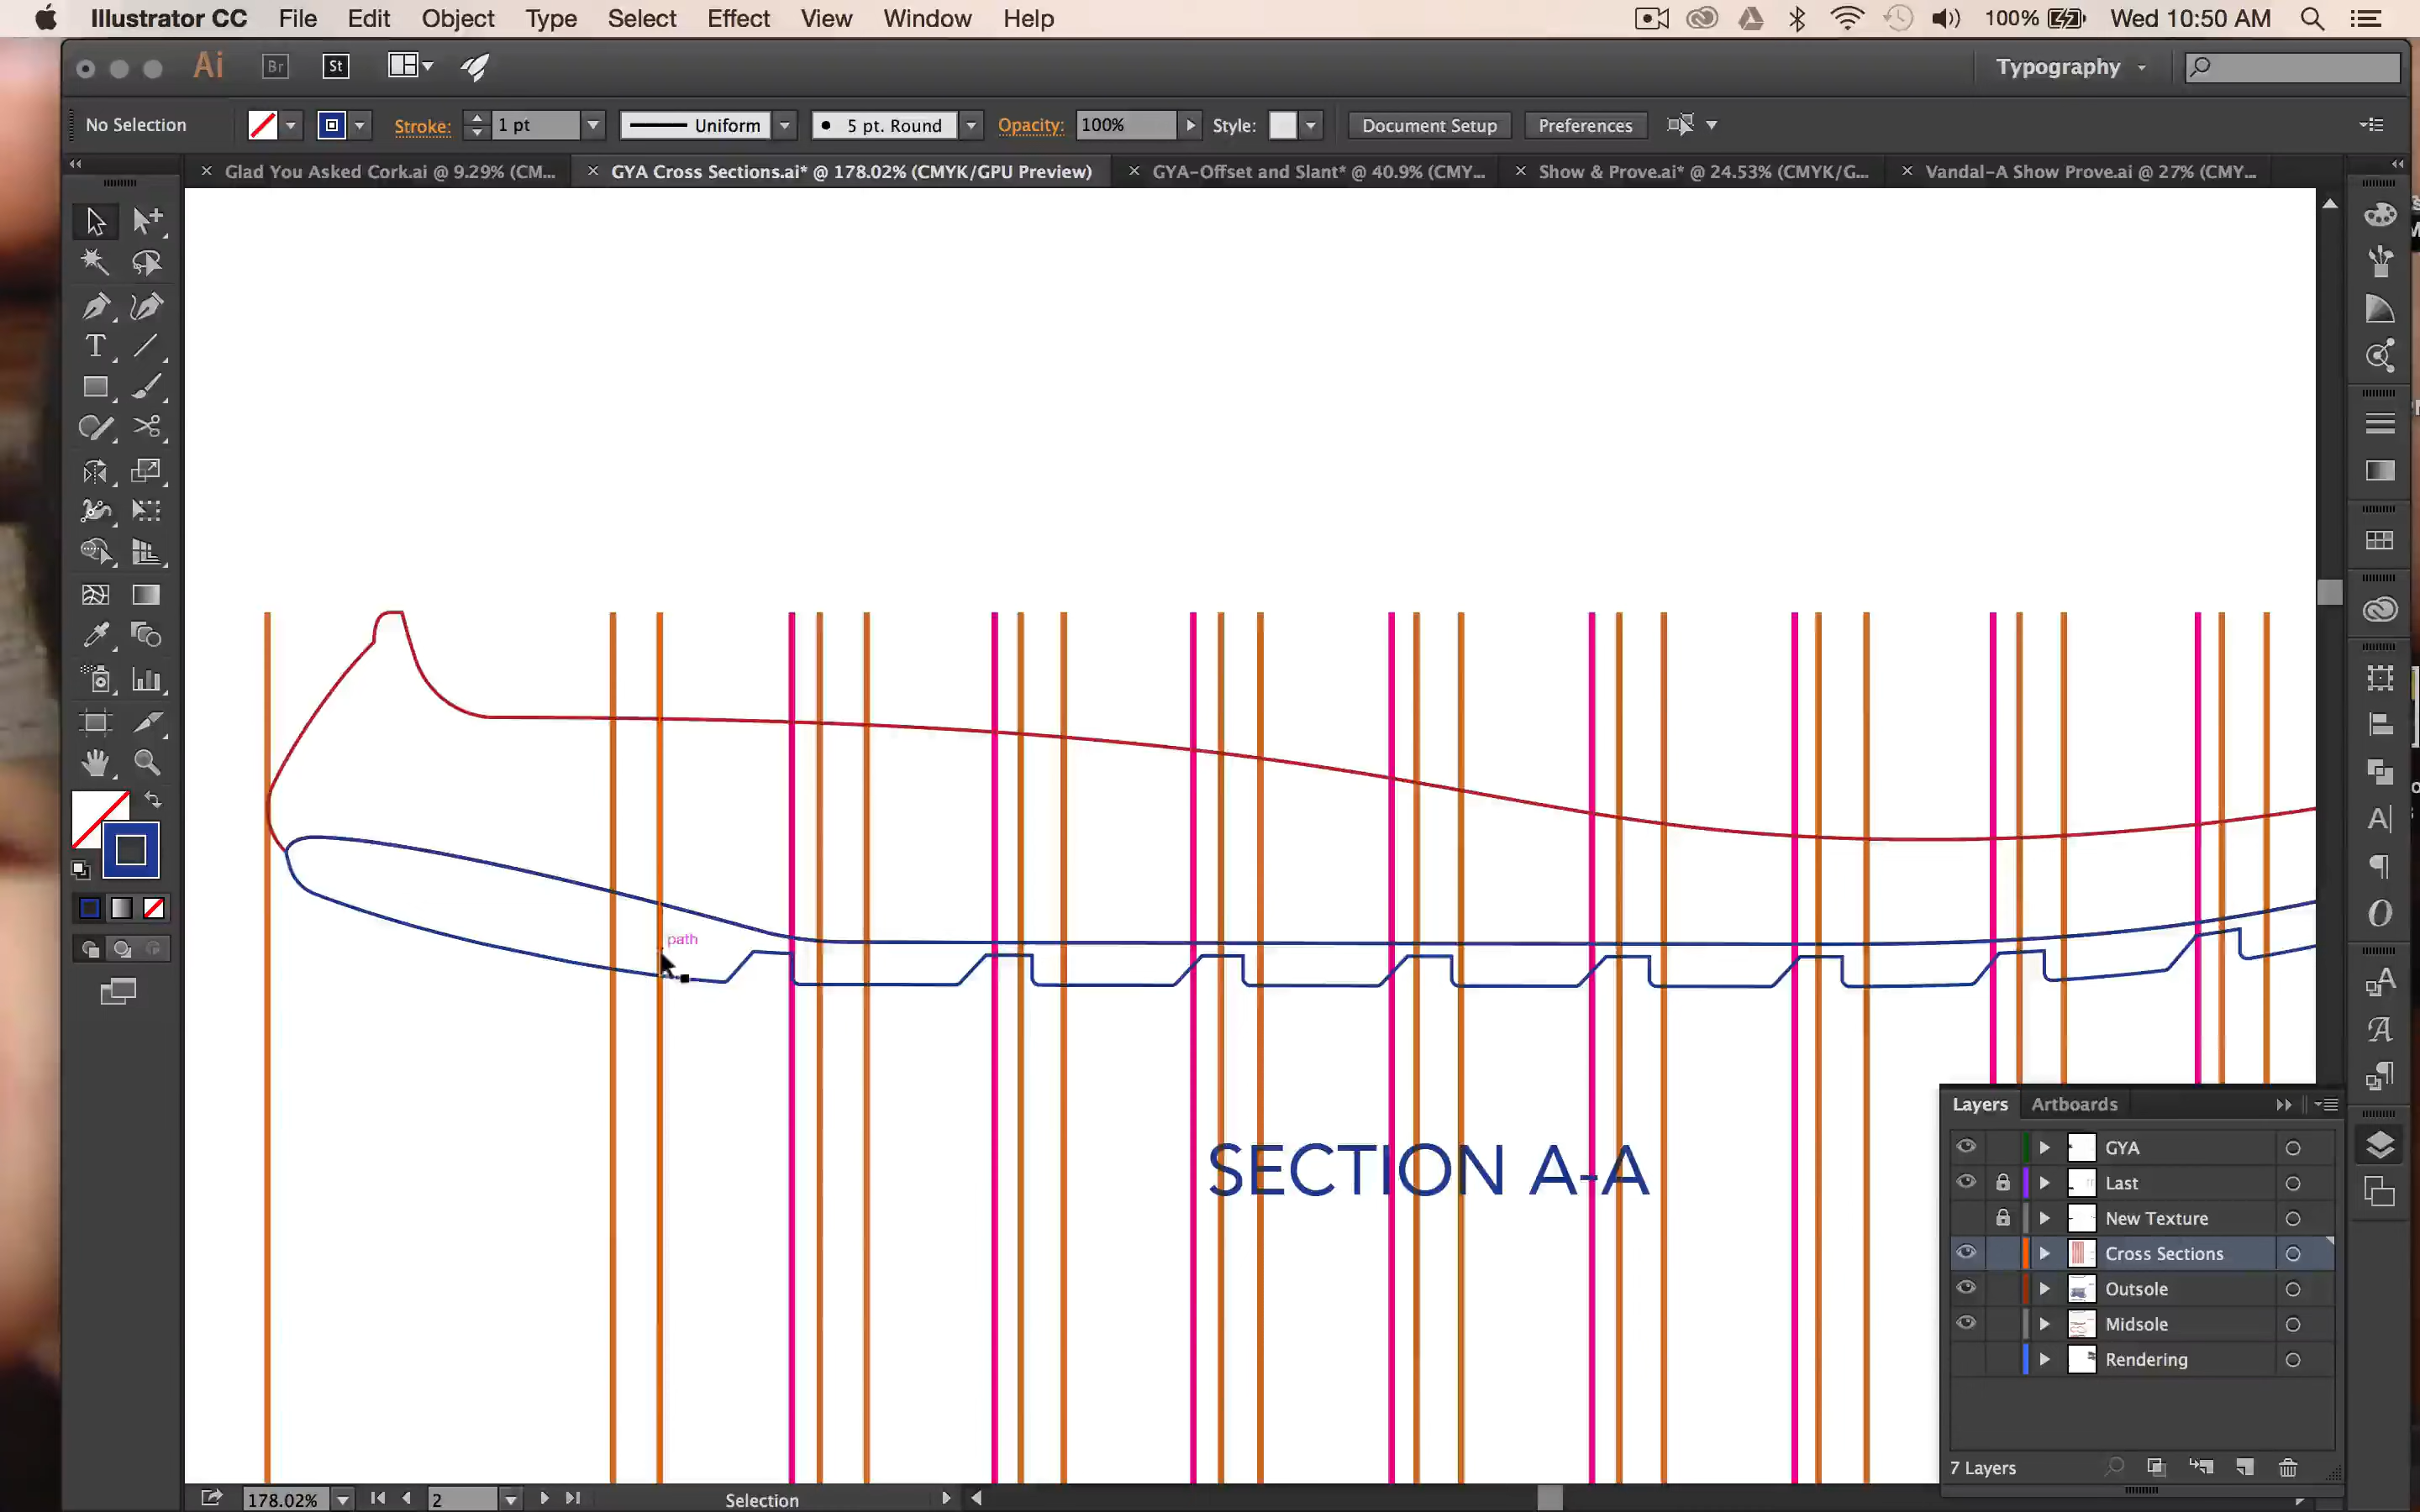 Illustrator CC File Edit Object Type Select Effect View Window Help 100% Wed 10:50 AM
Ai Br St Typography
No Selection Stroke: 1 pt Uniform 5 pt. Round Opacity: 100% Style: Document Setup Preferences
× Glad You Asked Cork.ai @ 9.29% (CM... × GYA Cross Sections.ai* @ 178.02% (CMYK/GPU Preview) × GYA-Offset and Slant* @ 40.9% (CMY... × Show & Prove.ai* @ 24.53% (CMYK/G... × Vandal-A Show Prove.ai @ 27% (CMY...
path
SECTION A-A
Layers Artboards
GYA
Last
New Texture
Cross Sections
Outsole
Midsole
Rendering
7 Layers
178.02% 2 Selection